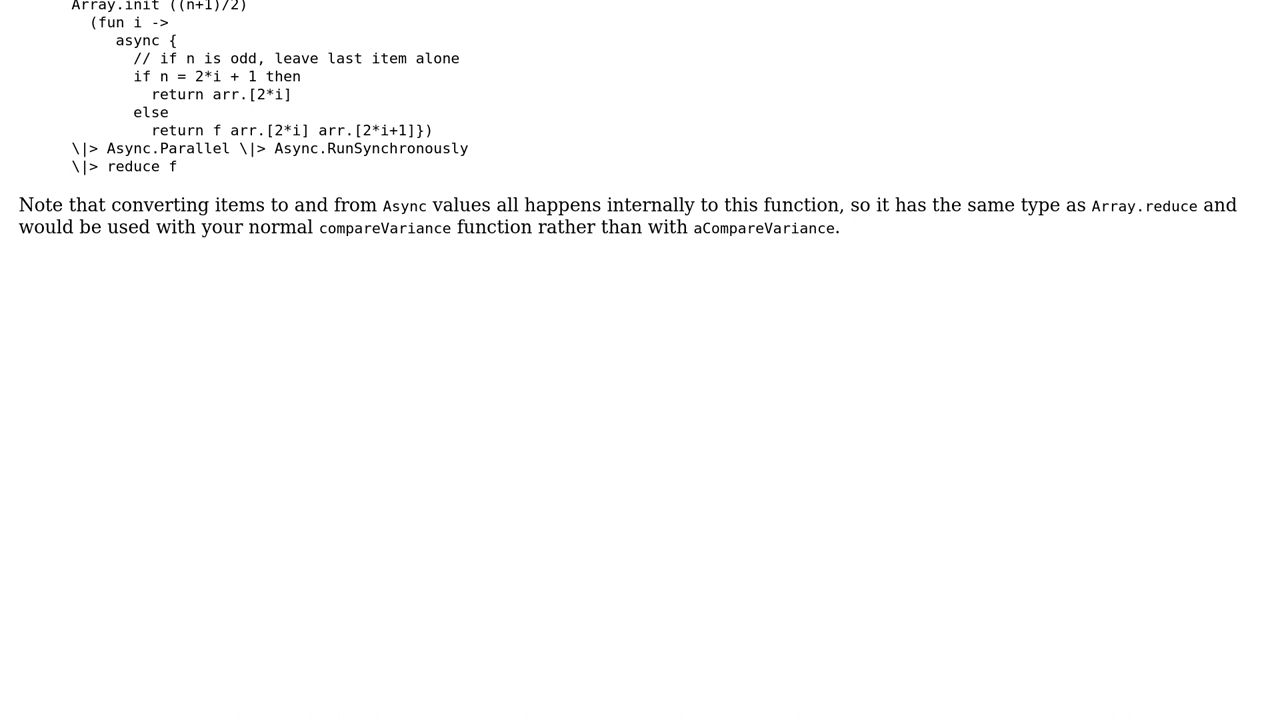 Array.init ((n+1)/2)
(fun i ->
async {
// if n is odd, leave last item alone
if n = 2*i + 1 then
return arr.[2*i]
else
return f arr.[2*i] arr.[2*i+1]})
\|> Async.Parallel \|> Async.RunSynchronously
\|> reduce f
Note that converting items to and from Async values all happens internally to this function, so it has the same type as Array.reduce and
would be used with your normal compareVariance function rather than with aCompareVariance.